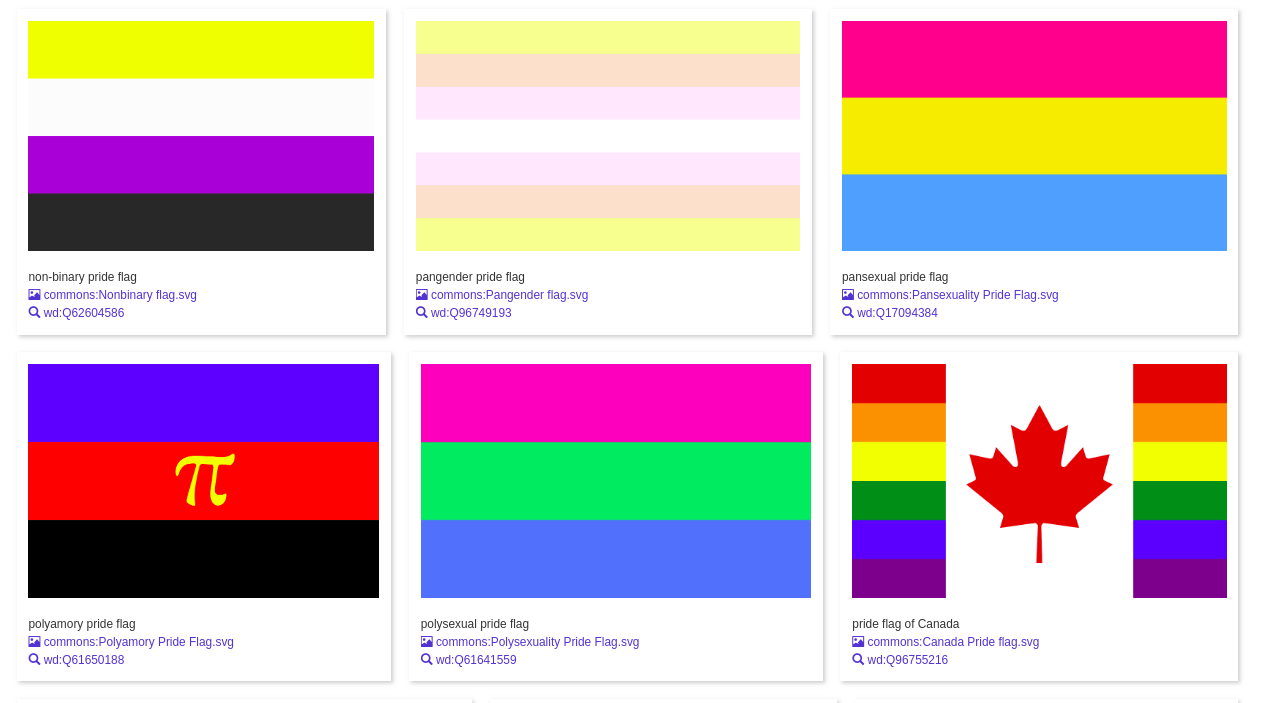 non-binary pride flag
commons:Nonbinary flag.svg
wd:Q62604586
pangender pride flag
commons:Pangender flag.svg
wd:Q96749193
pansexual pride flag
commons:Pansexuality Pride Flag.svg
wd:Q17094384
π
polyamory pride flag
commons:Polyamory Pride Flag.svg
wd:Q61650188
polysexual pride flag
commons:Polysexuality Pride Flag.svg
wd:Q61641559
pride flag of Canada
commons:Canada Pride flag.svg
wd:Q96755216